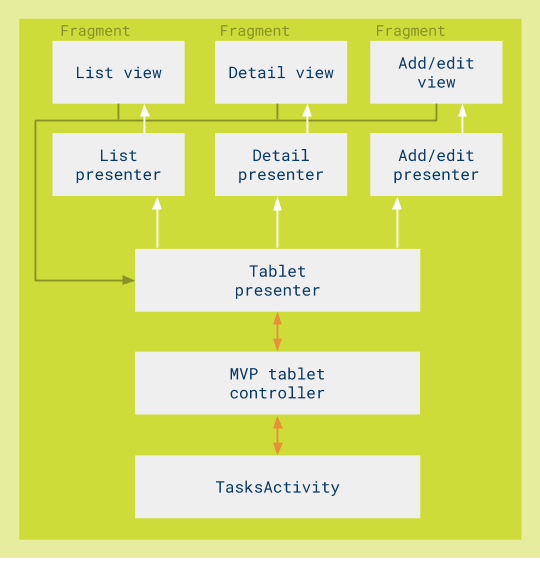 Fragment
Fragment
Fragment
List view
Detail view
Add/edit
view
List
presenter
Detail
presenter
Add/edit
presenter
Tablet
presenter
MVP tablet
controller
TasksActivity